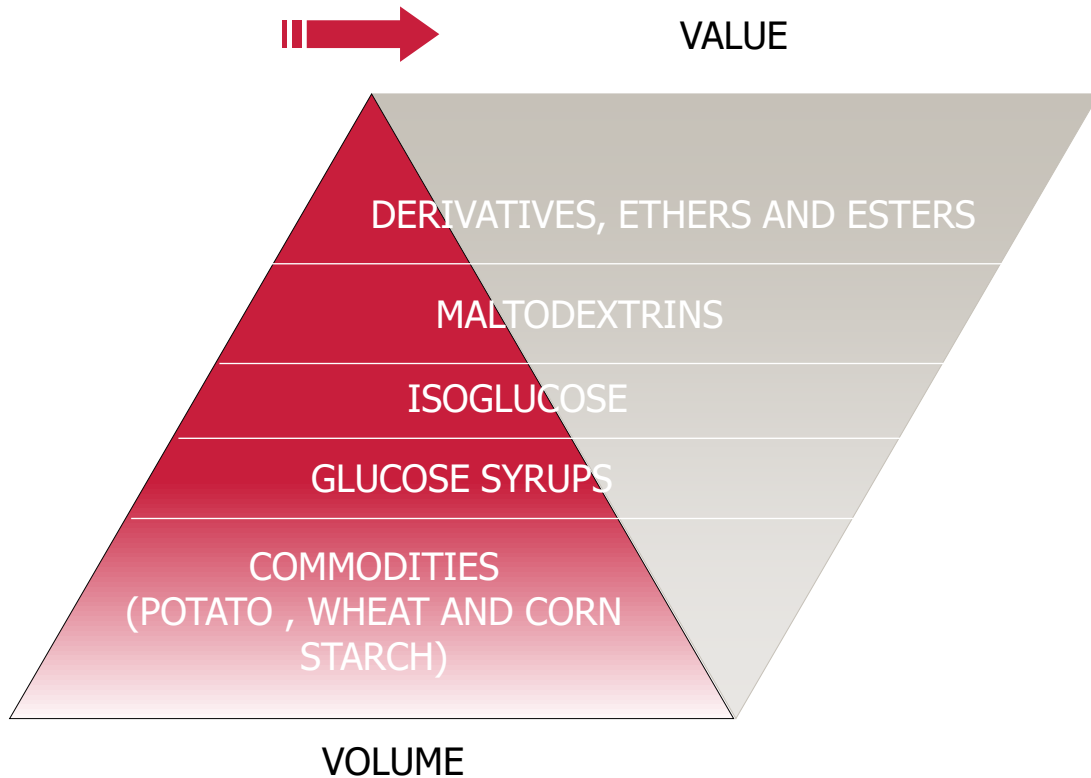 VALUE
DERIVATIVES, ETHERS AND ESTERS
MALTODEXTRINS
ISOGLUCOSE
GLUCOSE SYRUPS
COMMODITIES
(POTATO , WHEAT AND CORN
STARCH)
VOLUME